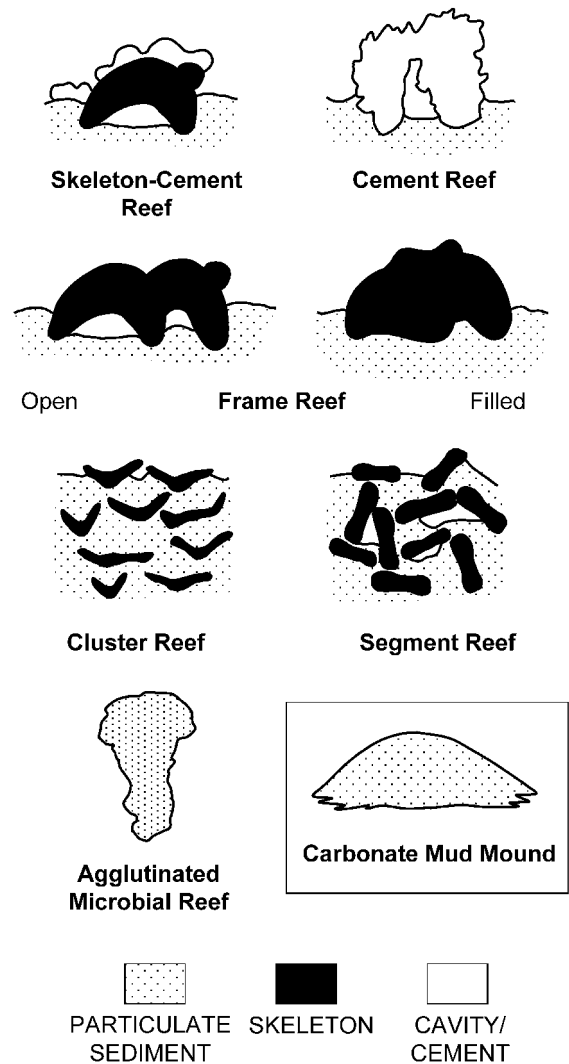 Skeleton-Cement
Reef
Cement Reef
Open
Frame Reef
Filled
Cluster Reef
Segment Reef
Agglutinated
Microbial Reef
Carbonate Mud Mound
PARTICULATE
SEDIMENT
SKELETON
CAVITY/
CEMENT